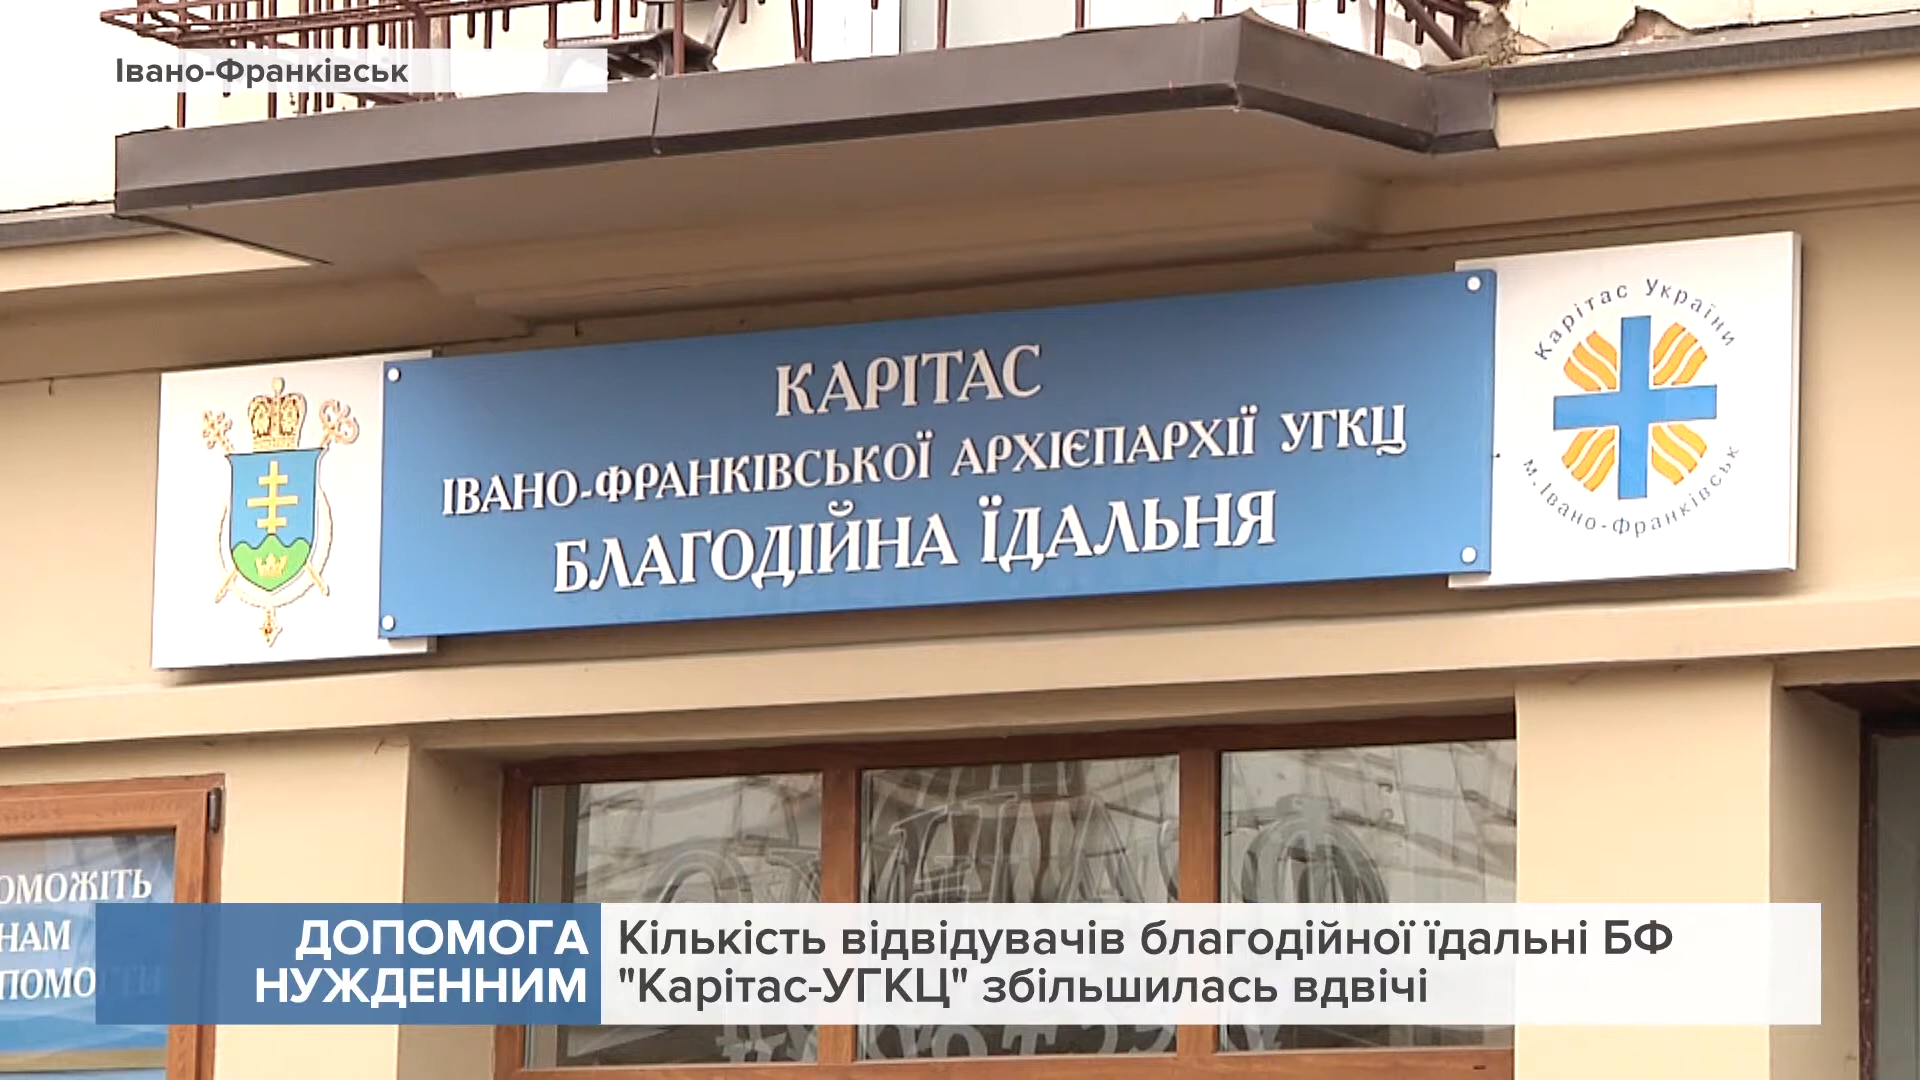 Івано-Франківськ
КАРІТАС
ІВАНО-ФРАНКІВСЬКОЇ АРХІЄПАРХІЇ УГКЦ
БЛАГОДІЙНА ЇДАЛЬНЯ
Карітас України
м. Івано-Франківськ
НАМ
ДОПОМОГА
НУЖДЕННИМ
Кількість відвідувачів благодійної їдальні БФ
"Карітас-УГКЦ" збільшилась вдвічі